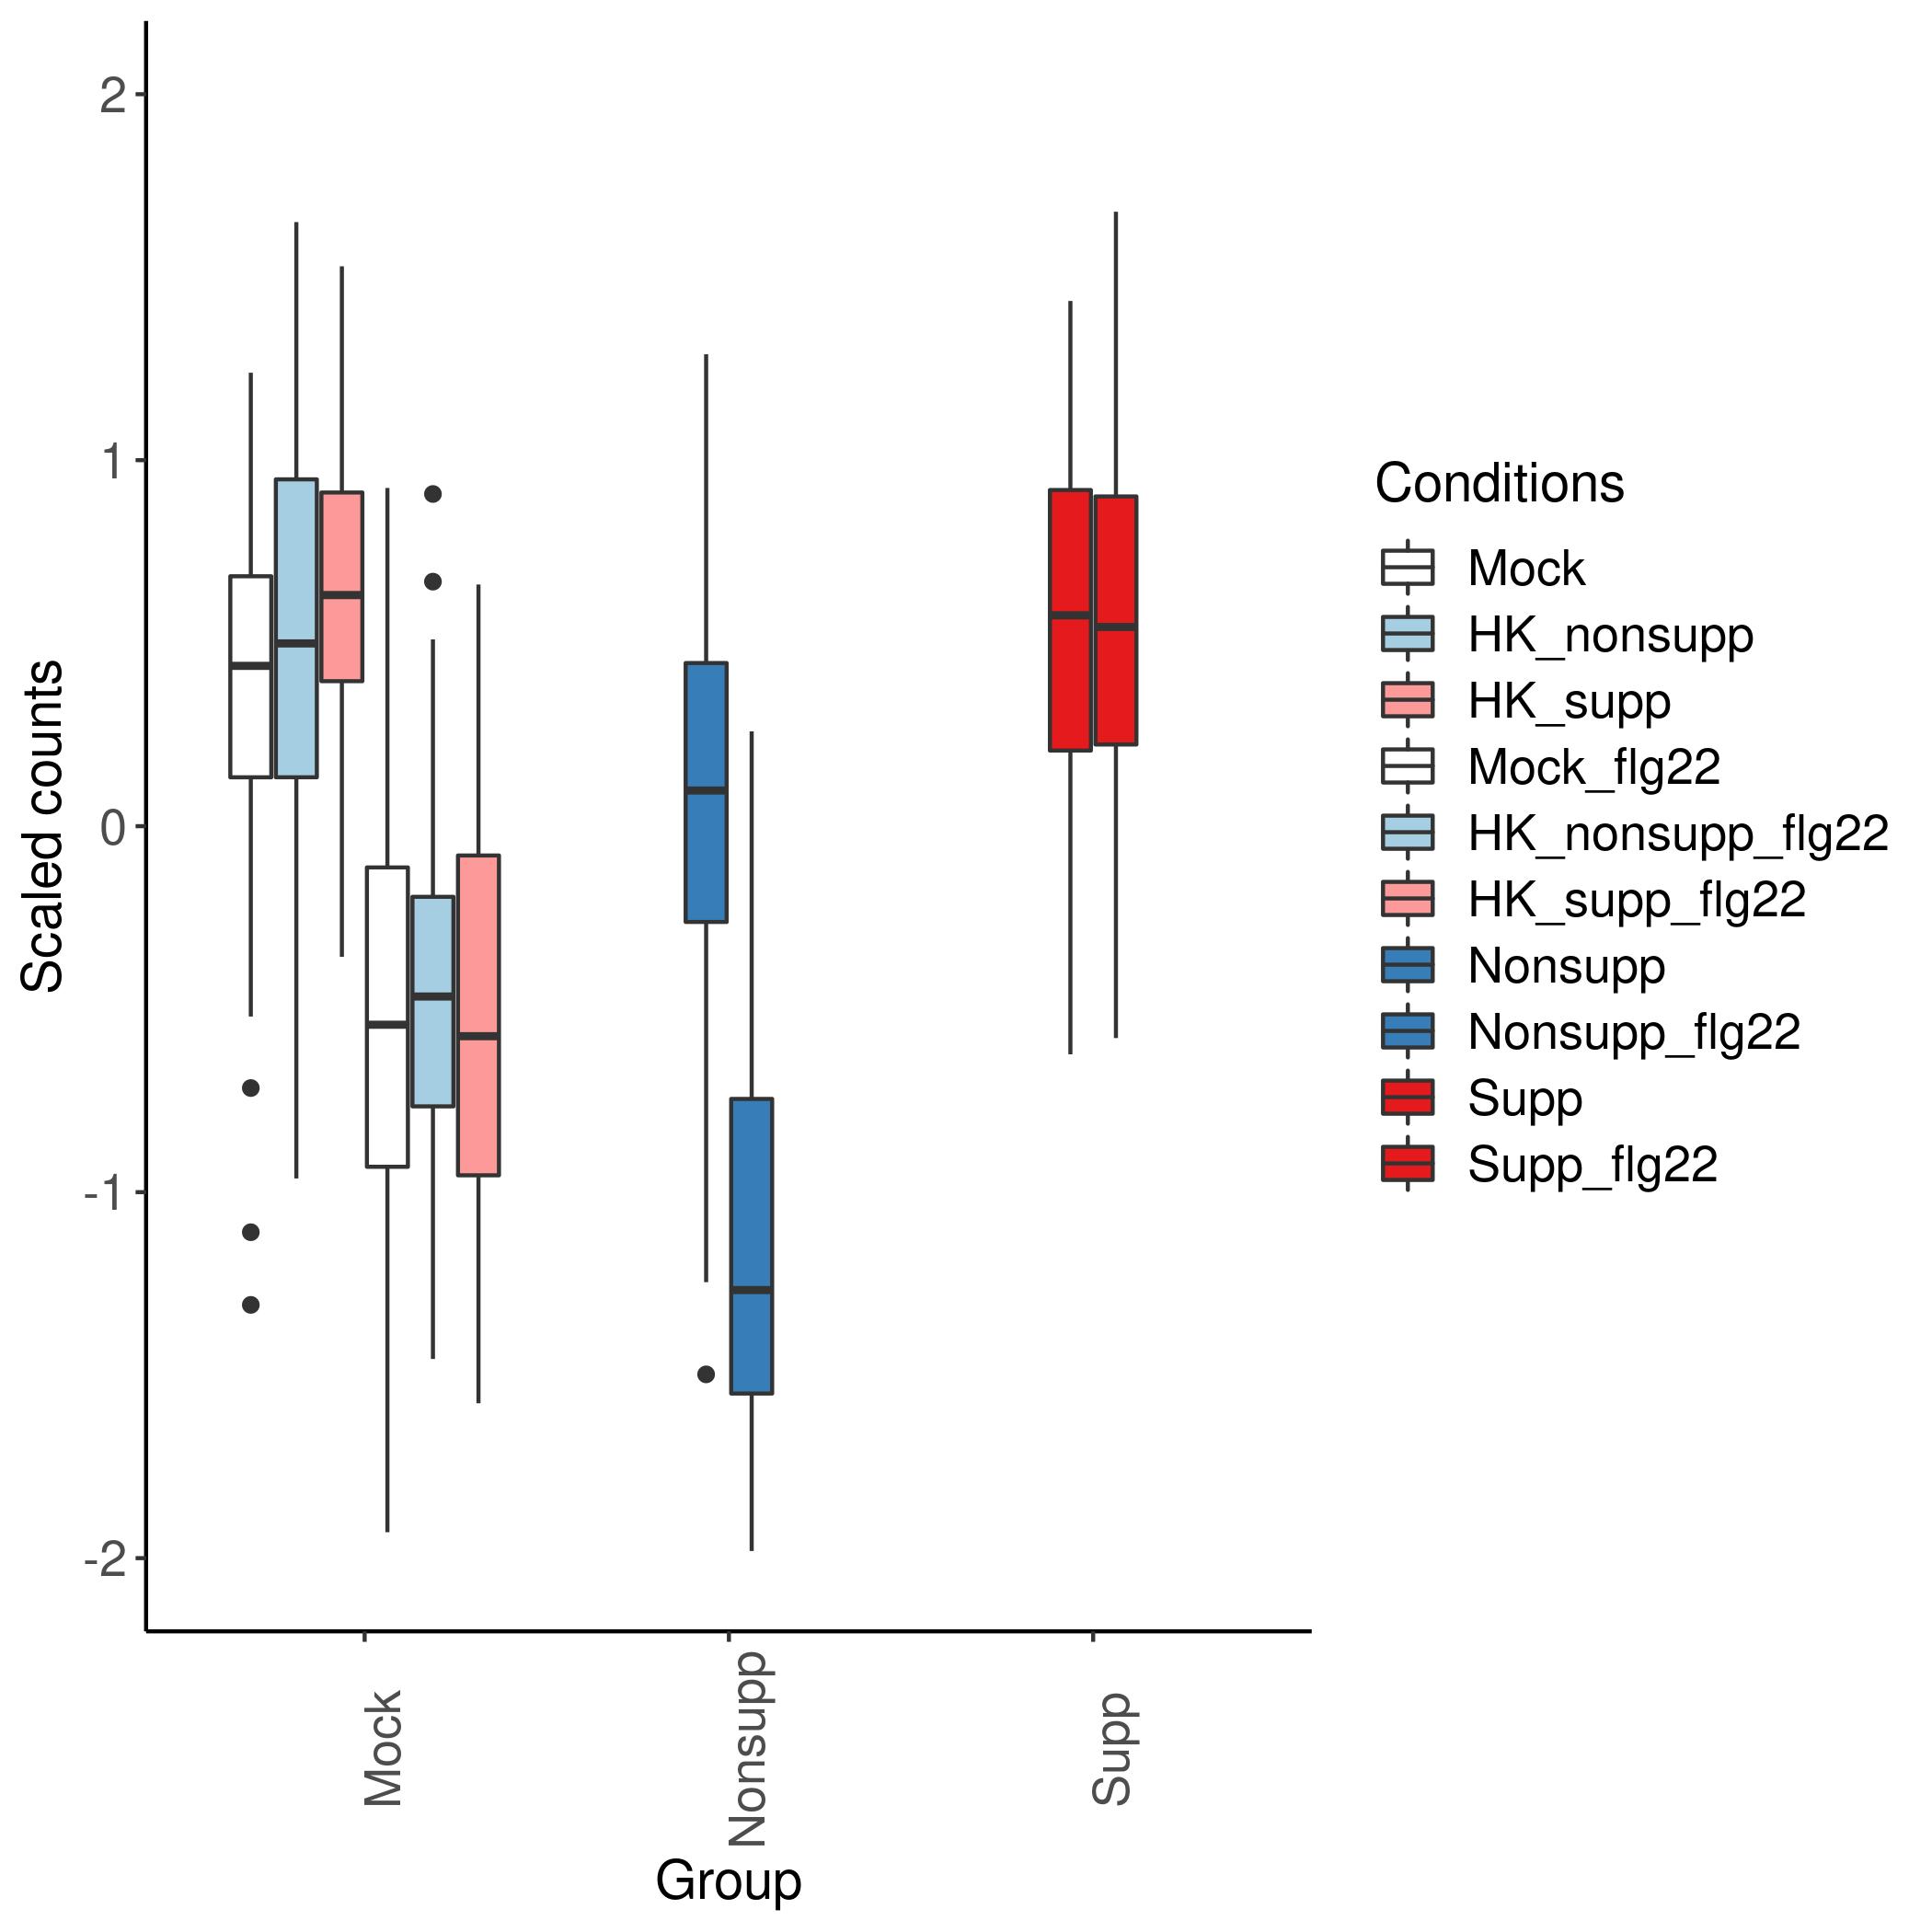 Scaled counts
2
1
0
-1
-2
Mock
Nonsupp
Supp
Group
Conditions
Mock
HK_nonsupp
HK_supp
Mock_flg22
HK_nonsupp_flg22
HK_supp_flg22
Nonsupp
Nonsupp_flg22
Supp
Supp_flg22